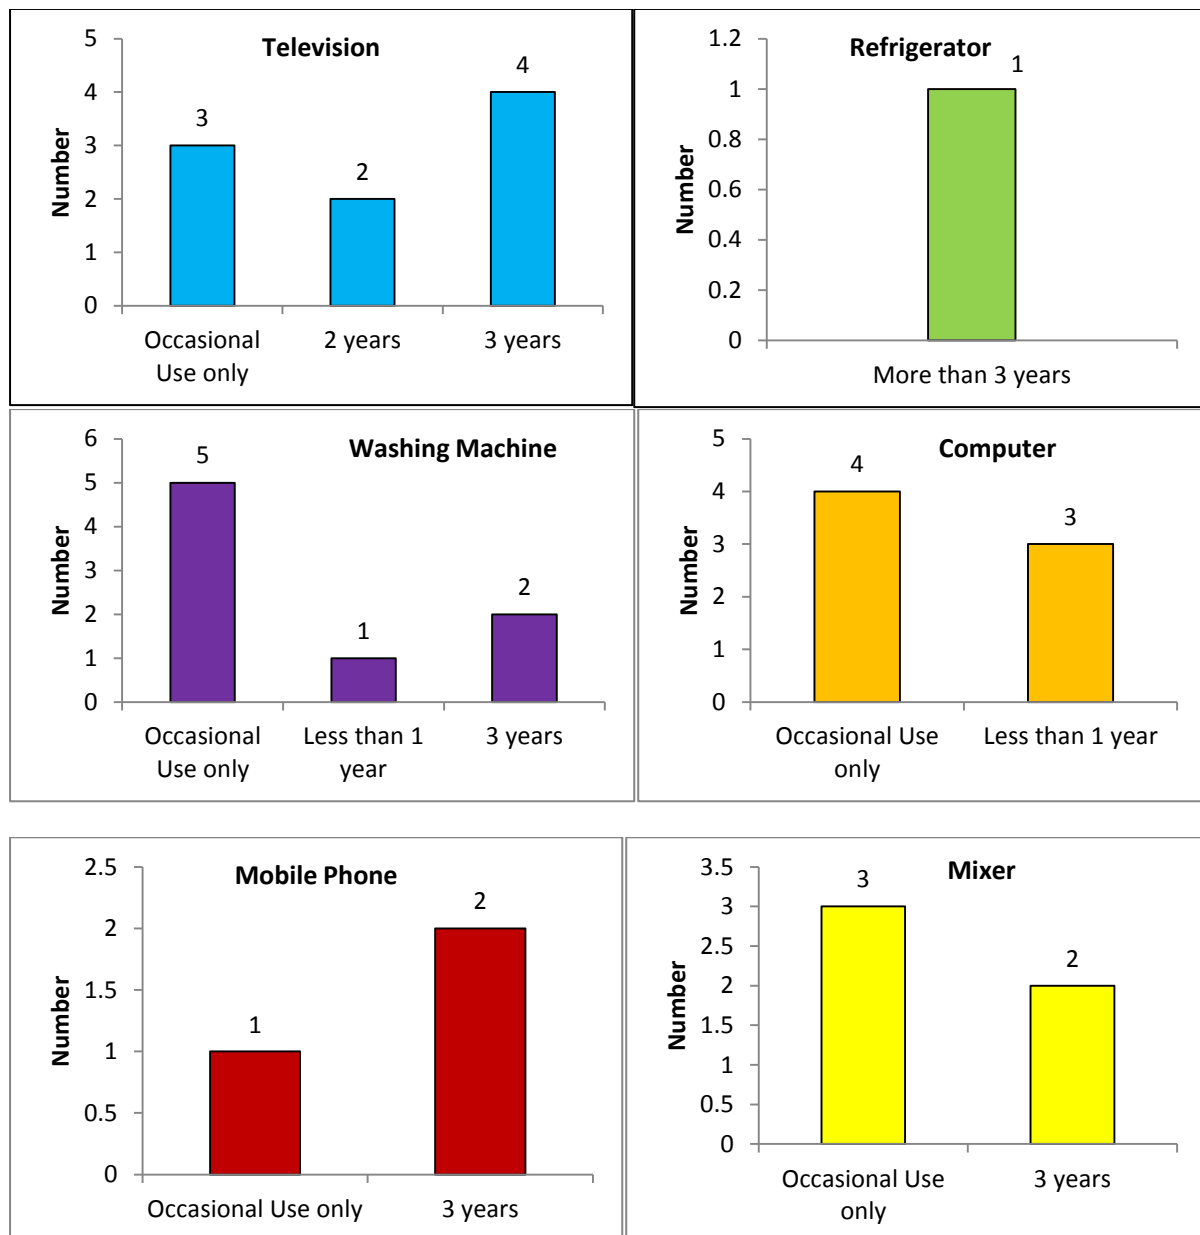 Television
Number
5
4
3
2
1
0
3
2
4
Occasional
Use only
2 years
3 years
Refrigerator
Number
1.2
1
0.8
0.6
0.4
0.2
0
1
More than 3 years
Washing Machine
Number
6
5
4
3
2
1
0
5
1
2
Occasional
Use only
Less than 1
year
3 years
Computer
Number
5
4
3
2
1
0
4
3
Occasional Use
only
Less than 1 year
Mobile Phone
Number
2.5
2
1.5
1
0.5
0
1
2
Occasional Use only
3 years
Mixer
Number
3.5
3
2.5
2
1.5
1
0.5
0
3
2
Occasional Use
only
3 years